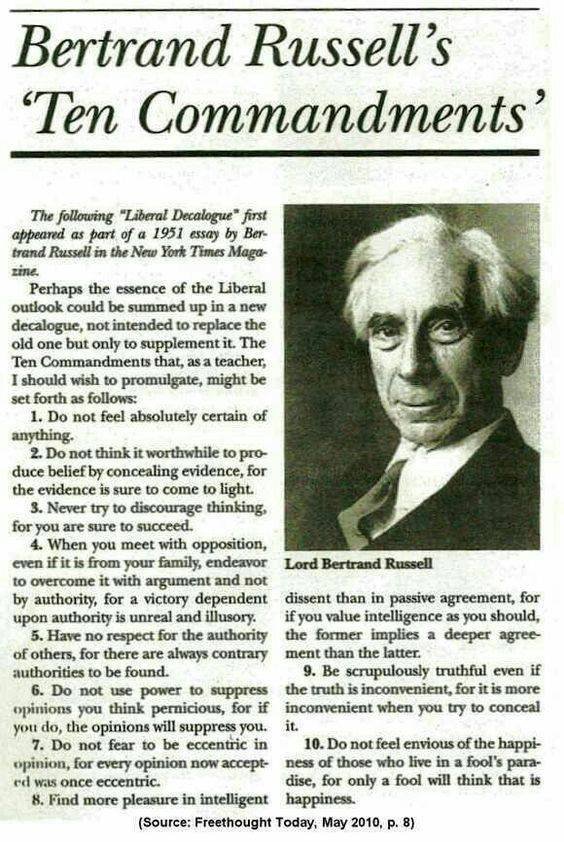 Bertrand Russell's
'Ten Commandments'
The following "Liberal Decalogue" first
appeared as part of a 1951 essay by Ber-
trand Russell in the New York Times Maga-
zine.
Perhaps the essence of the Liberal
outlook could be summed up in a new
decalogue, not intended to replace the
old one but only to supplement it. The
Ten Commandments that, as a teacher,
I should wish to promulgate, might be
set forth as follows:
1. Do not feel absolutely certain of
anything.
2. Do not think it worthwhile to pro-
duce belief by concealing evidence, for
the evidence is sure to come to light.
3. Never try to discourage thinking,
for you are sure to succeed.
4. When you meet with opposition,
even if it is from your family, endeavor
to overcome it with argument and not
by authority, for a victory dependent
upon authority is unreal and illusory.
5. Have no respect for the authority
of others, for there are always contrary
authorities to be found.
6. Do not use power to suppress
opinions you think pernicious, for if
you do, the opinions will suppress you.
7. Do not fear to be eccentric in
opinion, for every opinion now accept-
ed was once eccentric.
8. Find more pleasure in intelligent
Lord Bertrand Russell
dissent than in passive agreement, for
if you value intelligence as you should,
the former implies a deeper agree-
ment than the latter.
9. Be scrupulously truthful even if
the truth is inconvenient, for it is more
inconvenient when you try to conceal
it.
10. Do not feel envious of the happi-
ness of those who live in a fool's para-
dise, for only a fool will think that is
happiness.
(Source: Freethought Today, May 2010, p. 8)